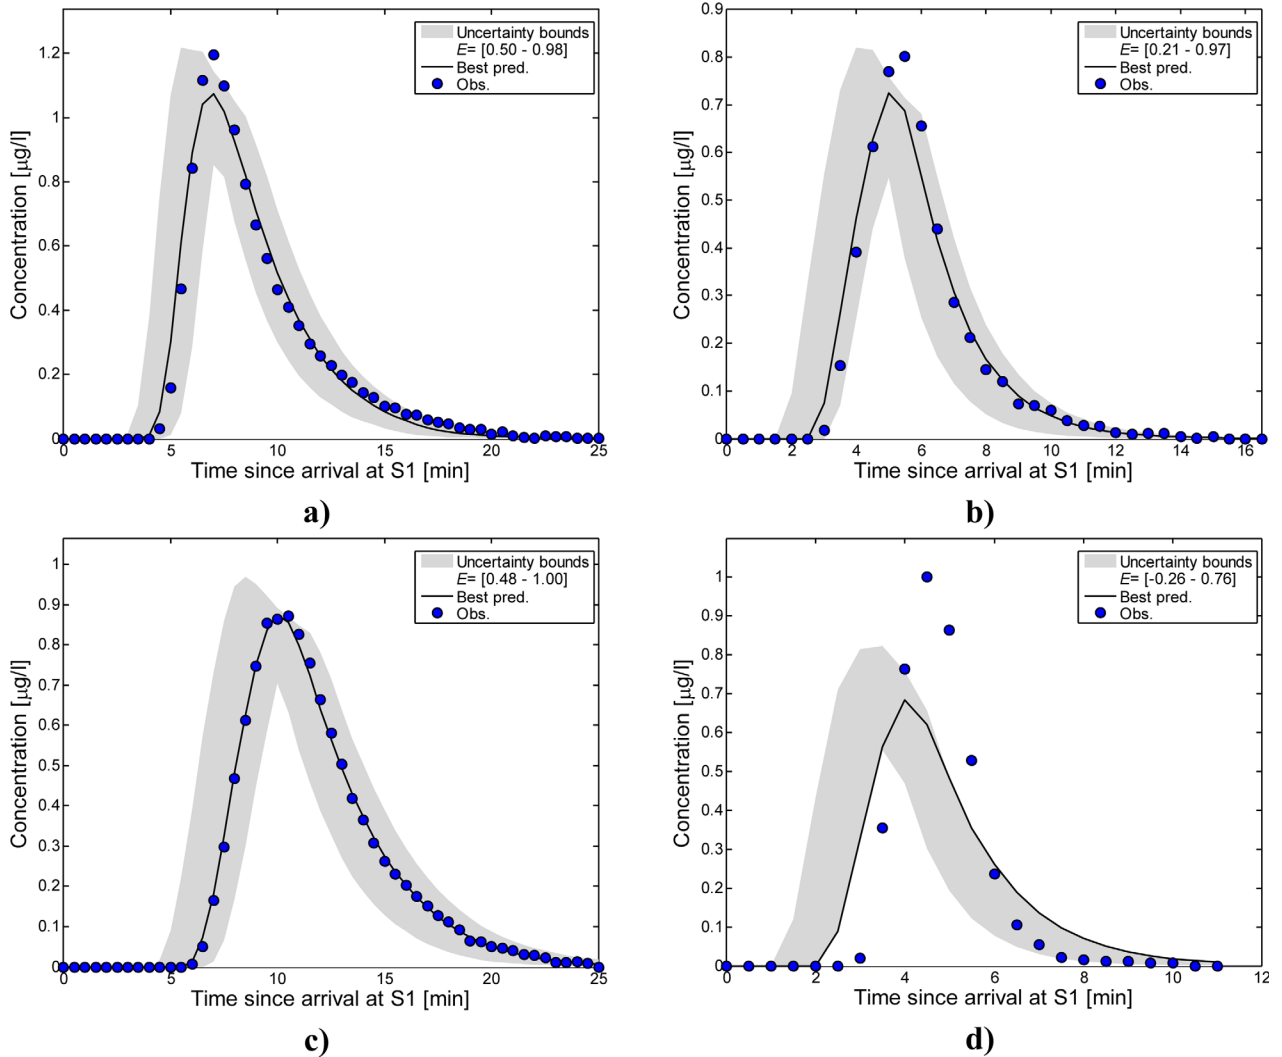 1.2
1
0.8
0.6
0.4
0.2
0
0 5 10 15 20 25
Concentration [µg/l]
Time since arrival at S1 [min]
Uncertainty bounds
E= [0.50 - 0.98]
Best pred.
Obs.
a)
0.9
0.8
0.7
0.6
0.5
0.4
0.3
0.2
0.1
0
0 2 4 6 8 10 12 14 16
Concentration [µg/l]
Time since arrival at S1 [min]
Uncertainty bounds
E= [0.21 - 0.97]
Best pred.
Obs.
b)
1
0.9
0.8
0.7
0.6
0.5
0.4
0.3
0.2
0.1
0
0 5 10 15 20 25
Concentration [µg/l]
Time since arrival at S1 [min]
Uncertainty bounds
E= [0.48 - 1.00]
Best pred.
Obs.
c)
1
0.9
0.8
0.7
0.6
0.5
0.4
0.3
0.2
0.1
0
0 2 4 6 8 10 12
Concentration [µg/l]
Time since arrival at S1 [min]
Uncertainty bounds
E= [-0.26 - 0.76]
Best pred.
Obs.
d)